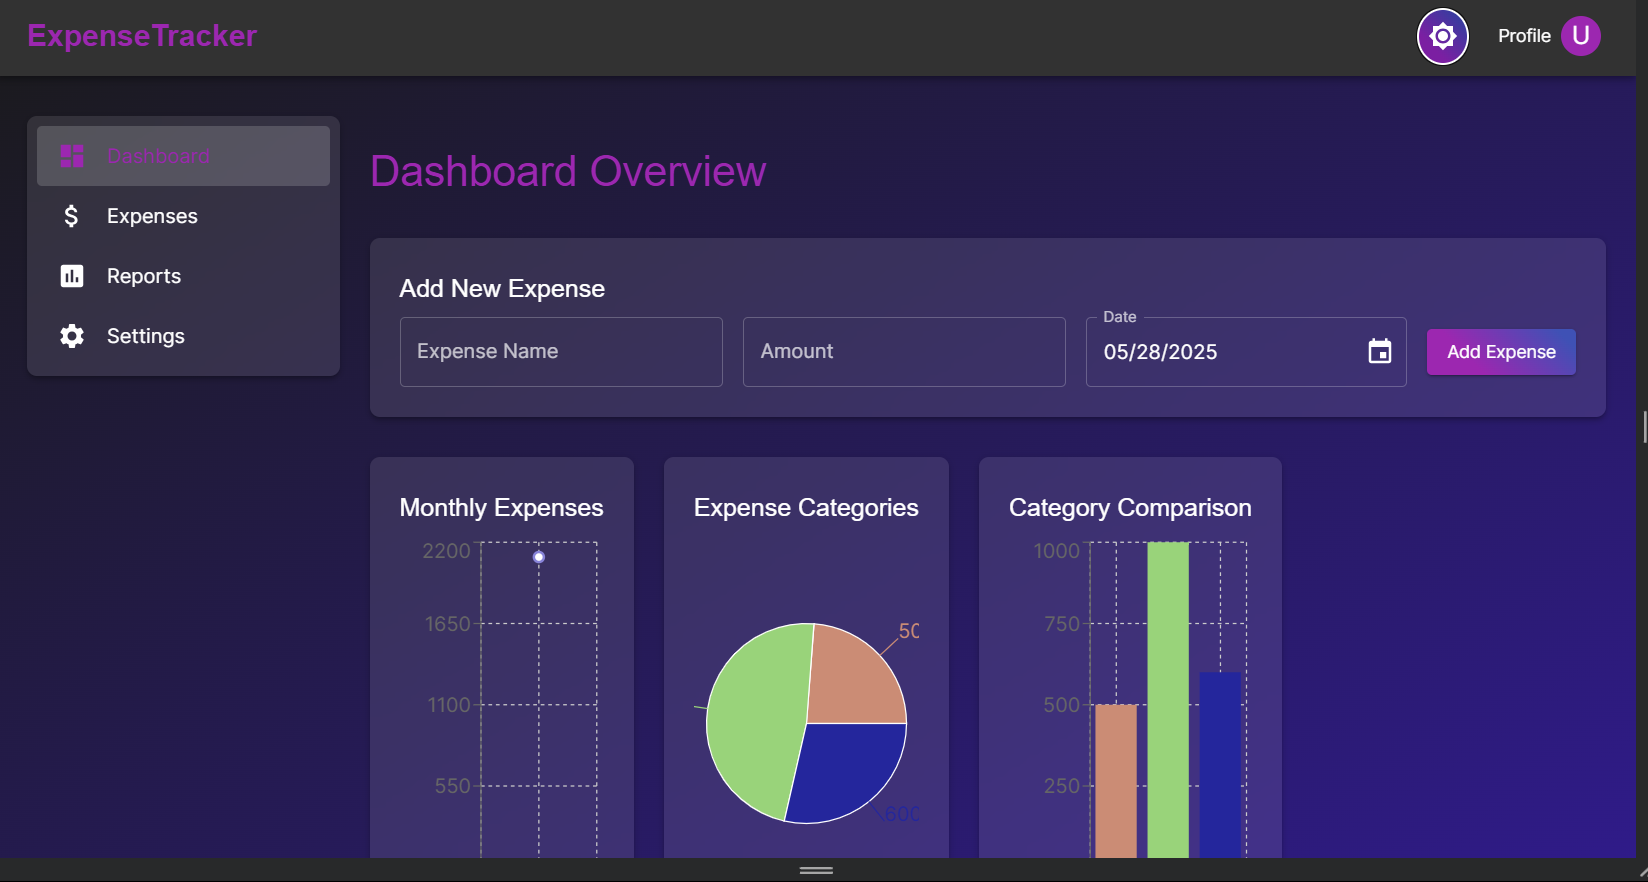 ExpenseTracker
Profile U
Dashboard
Expenses
Reports
Settings
Dashboard Overview
Add New Expense
Expense Name
Amount
Date
05/28/2025
Add Expense
Monthly Expenses
2200
1650
1100
550
Expense Categories
50
600
Category Comparison
1000
750
500
250